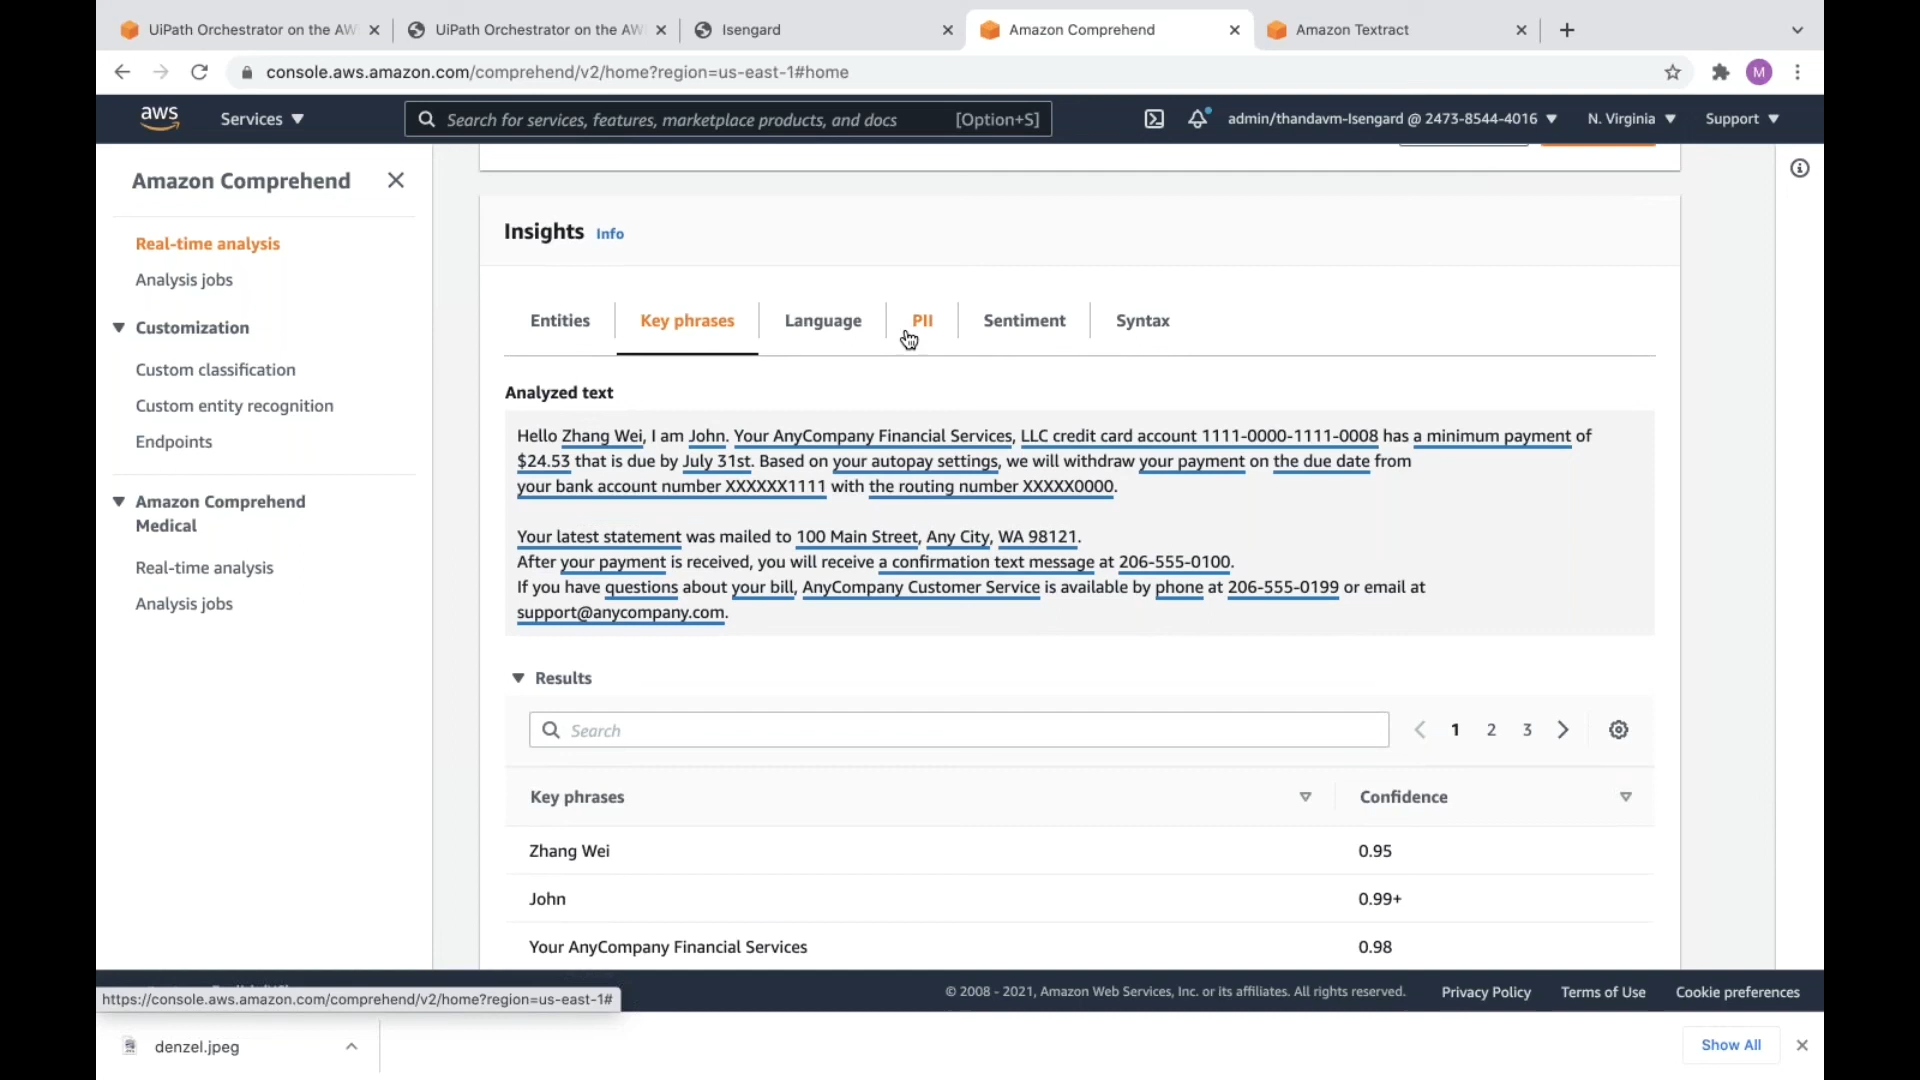 UiPath Orchestrator on the AW
UiPath Orchestrator on the AW
Isengard
Amazon Comprehend
Amazon Textract
console.aws.amazon.com/comprehend/v2/home?region=us-east-1#home
M
aws
Services ▼
Search for services, features, marketplace products, and docs
[Option+S]
admin/thandavm-Isengard @ 2473-8544-4016 ▼
N. Virginia ▼
Support ▼
Amazon Comprehend
Real-time analysis
Analysis jobs
Customization
Custom classification
Custom entity recognition
Endpoints
Amazon Comprehend
Medical
Real-time analysis
Analysis jobs
Insights Info
Entities
Key phrases
Language
PII
Sentiment
Syntax
Analyzed text
Hello Zhang Wei, I am John. Your AnyCompany Financial Services, LLC credit card account 1111-0000-1111-0008 has a minimum payment of
$24.53 that is due by July 31st. Based on your autopay settings, we will withdraw your payment on the due date from
your bank account number XXXXXX1111 with the routing number XXXXX0000.
Your latest statement was mailed to 100 Main Street, Any City, WA 98121.
After your payment is received, you will receive a confirmation text message at 206-555-0100.
If you have questions about your bill, AnyCompany Customer Service is available by phone at 206-555-0199 or email at
support@anycompany.com.
Results
Search
1 2 3
Key phrases
Confidence
Zhang Wei 0.95
John 0.99+
Your AnyCompany Financial Services 0.98
https://console.aws.amazon.com/comprehend/v2/home?region=us-east-1#
© 2008 - 2021, Amazon Web Services, Inc. or its affiliates. All rights reserved.
Privacy Policy
Terms of Use
Cookie preferences
denzel.jpeg
Show All